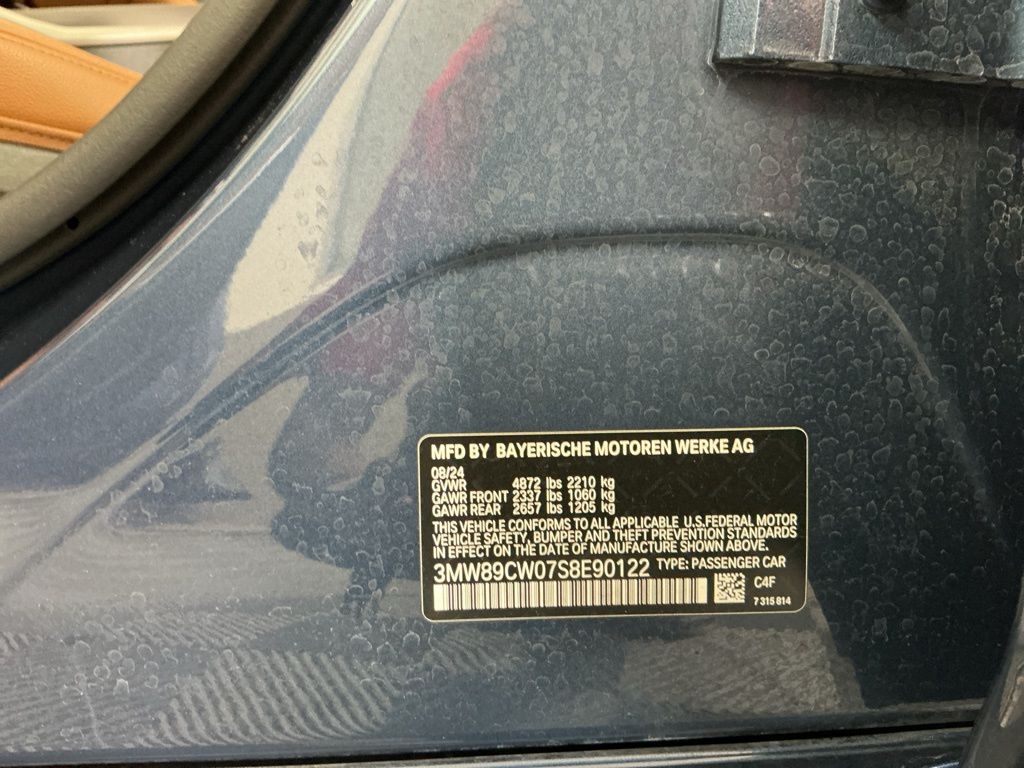 MFD BY BAYERISCHE MOTOREN WERKE AG
08/24
GVWR 4872 lbs 2210 kg
GAWR FRONT 2337 lbs 1060 kg
GAWR REAR 2657 lbs 1205 kg
THIS VEHICLE CONFORMS TO ALL APPLICABLE U.S.FEDERAL MOTOR
VEHICLE SAFETY, BUMPER AND THEFT PREVENTION STANDARDS
IN EFFECT ON THE DATE OF MANUFACTURE SHOWN ABOVE.
3MW89CW07S8E90122 TYPE: PASSENGER CAR
C4F
7 315 814